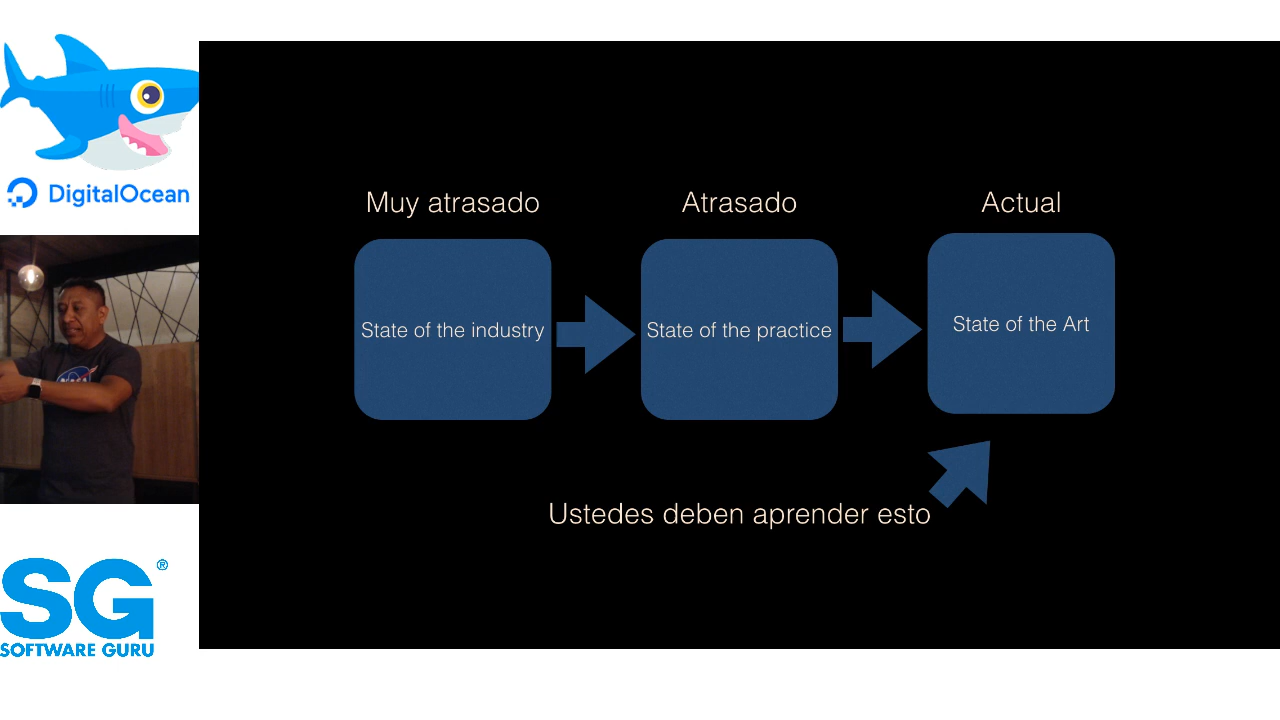 DigitalOcean
NASA
SG®
SOFTWARE GURU
Muy atrasado
Atrasado
Actual
State of the industry
State of the practice
State of the Art
Ustedes deben aprender esto